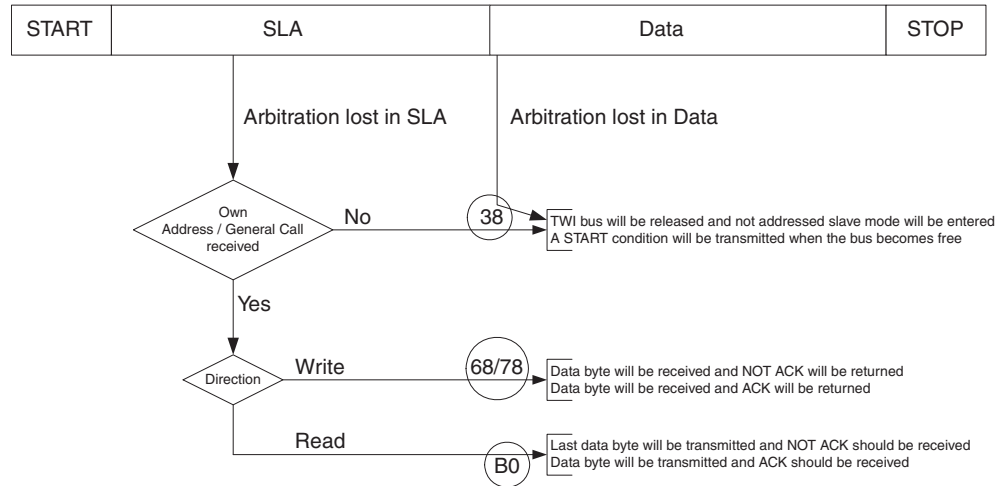 START
SLA
Data
STOP
Arbitration lost in SLA
Arbitration lost in Data
Own
Address / General Call
received
No
38
TWI bus will be released and not addressed slave mode will be entered
A START condition will be transmitted when the bus becomes free
Yes
Direction
Write
68/78
Data byte will be received and NOT ACK will be returned
Data byte will be received and ACK will be returned
Read
B0
Last data byte will be transmitted and NOT ACK should be received
Data byte will be transmitted and ACK should be received